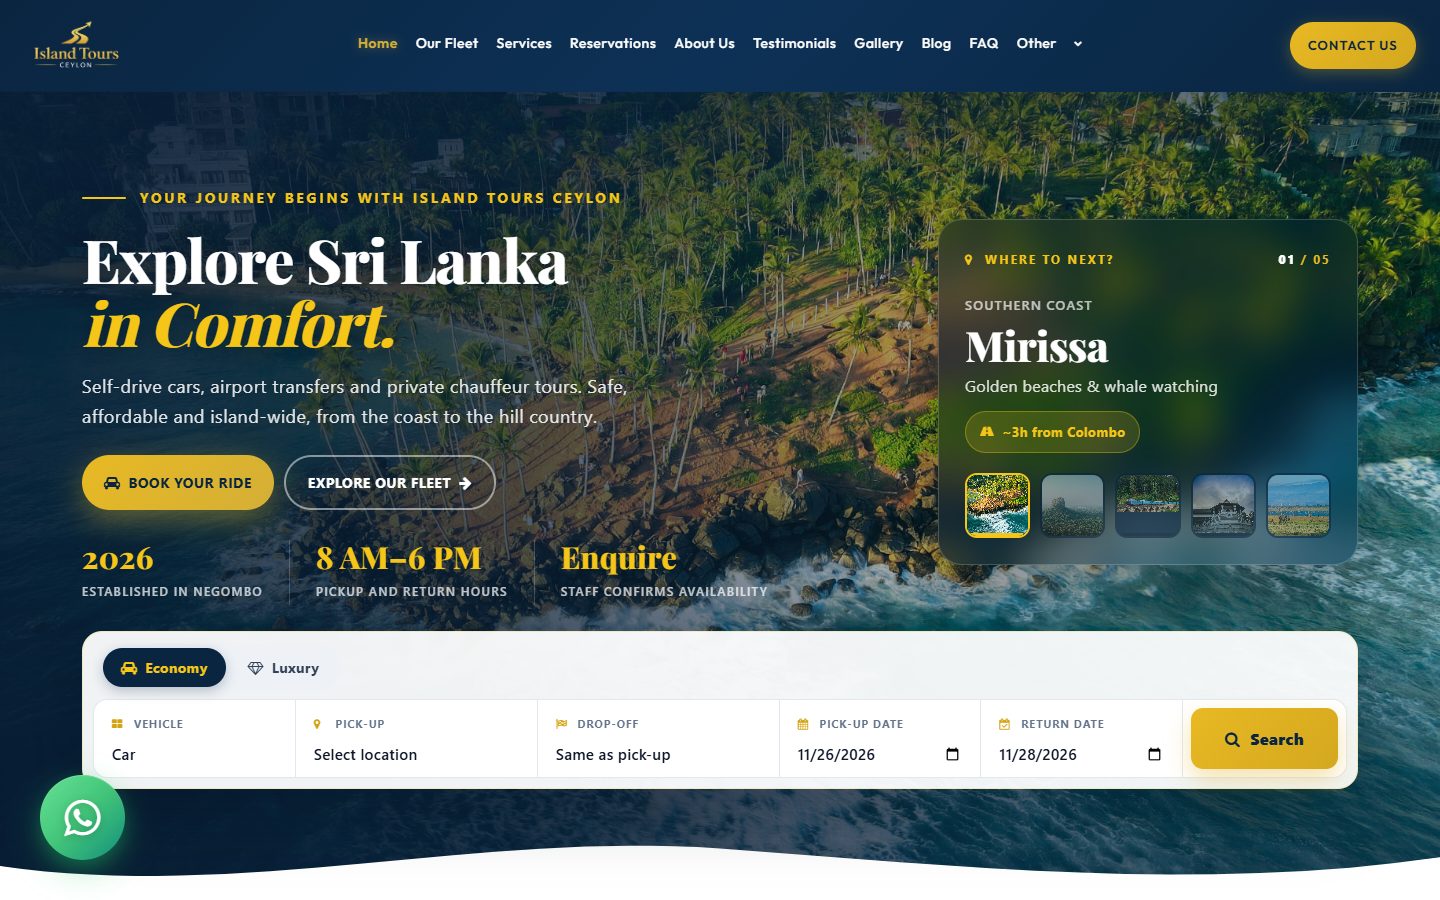 Island Tours
CEYLON
Home
Our Fleet
Services
Reservations
About Us
Testimonials
Gallery
Blog
FAQ
Other
CONTACT US
YOUR JOURNEY BEGINS WITH ISLAND TOURS CEYLON
Explore Sri Lanka
in Comfort.
Self-drive cars, airport transfers and private chauffeur tours. Safe,
affordable and island-wide, from the coast to the hill country.
BOOK YOUR RIDE
EXPLORE OUR FLEET
2026
ESTABLISHED IN NEGOMBO
8 AM–6 PM
PICKUP AND RETURN HOURS
Enquire
STAFF CONFIRMS AVAILABILITY
WHERE TO NEXT?
01 / 05
SOUTHERN COAST
Mirissa
Golden beaches & whale watching
~3h from Colombo
Economy
Luxury
VEHICLE
Car
PICK-UP
Select location
DROP-OFF
Same as pick-up
PICK-UP DATE
11/26/2026
RETURN DATE
11/28/2026
Search